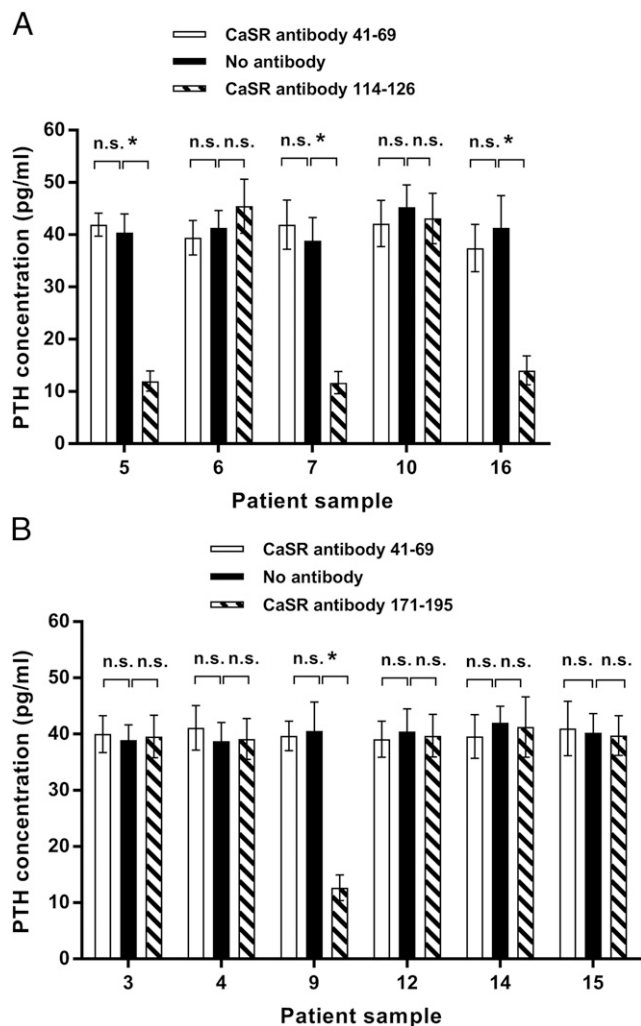 A
CaSR antibody 41-69
No antibody
CaSR antibody 114-126
PTH concentration (pg/ml)
60
50
40
30
20
10
0
n.s. * n.s. n.s. n.s. * n.s. n.s. n.s. *
5 6 7 10 16
Patient sample
B
CaSR antibody 41-69
No antibody
CaSR antibody 171-195
PTH concentration (pg/ml)
60
50
40
30
20
10
0
n.s. n.s. n.s. n.s. n.s. * n.s. n.s. n.s. n.s. n.s. n.s.
3 4 9 12 14 15
Patient sample